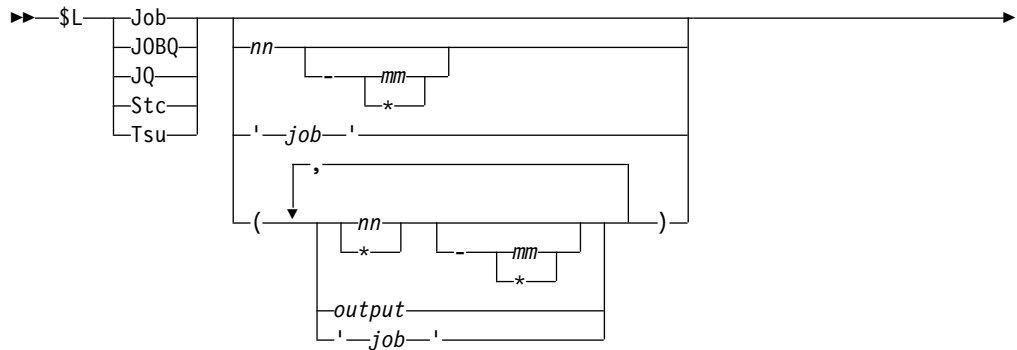 $L Job
JOBQ nn
JQ - mm
Stc *
Tsu ' job '
,
( nn )
* - mm
*
output
' job '